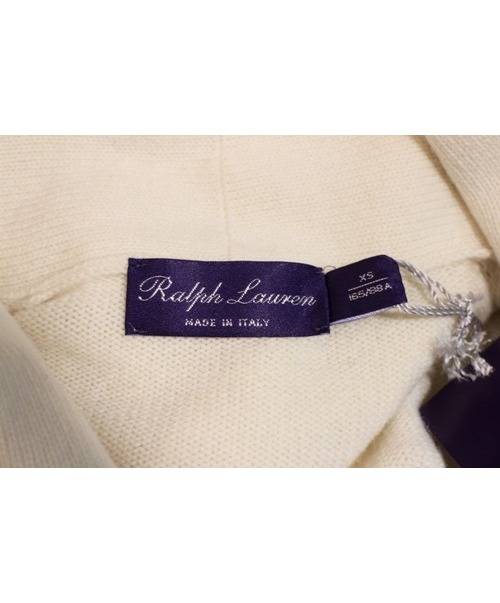 Ralph Lauren
MADE IN ITALY
XS
165/88A